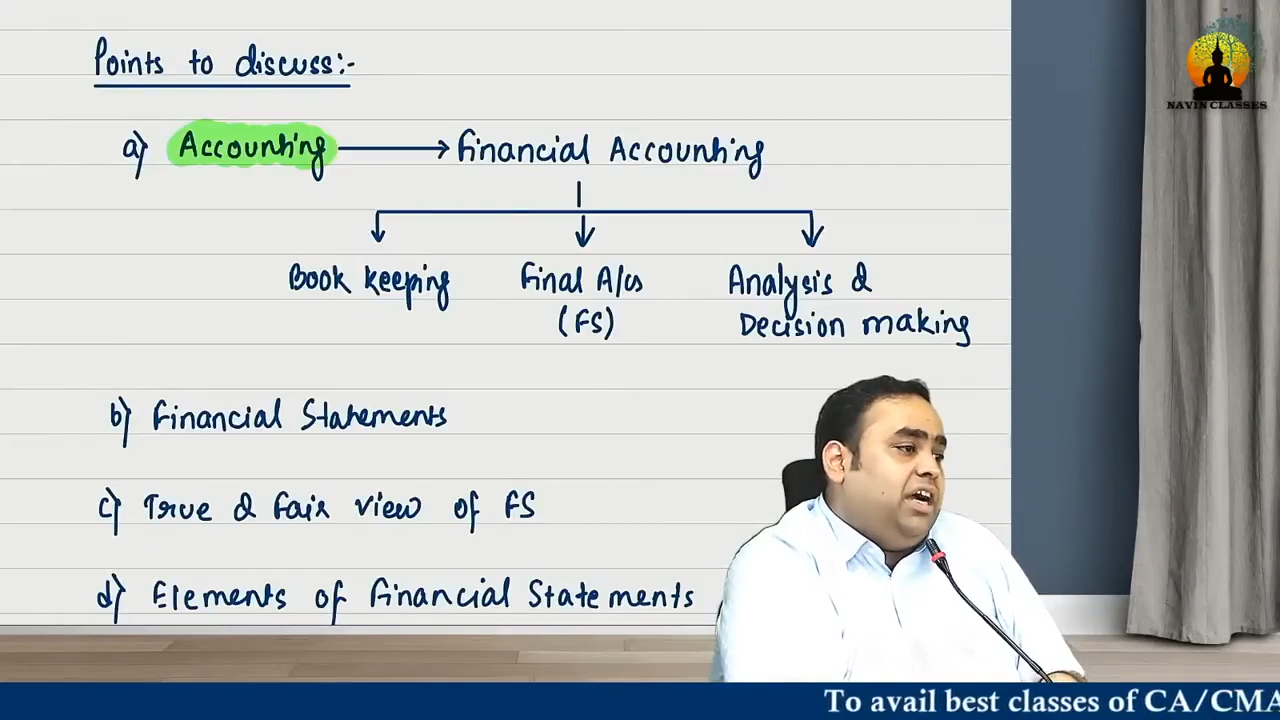 Points to discuss:-
NAVIN CLASSES
a) Accounting → Financial Accounting
Book keeping Final A/cs Analysis &
(FS) Decision making
b) Financial Statements
c) True & Fair view of FS
d) Elements of Financial Statements
To avail best classes of CA/CMA